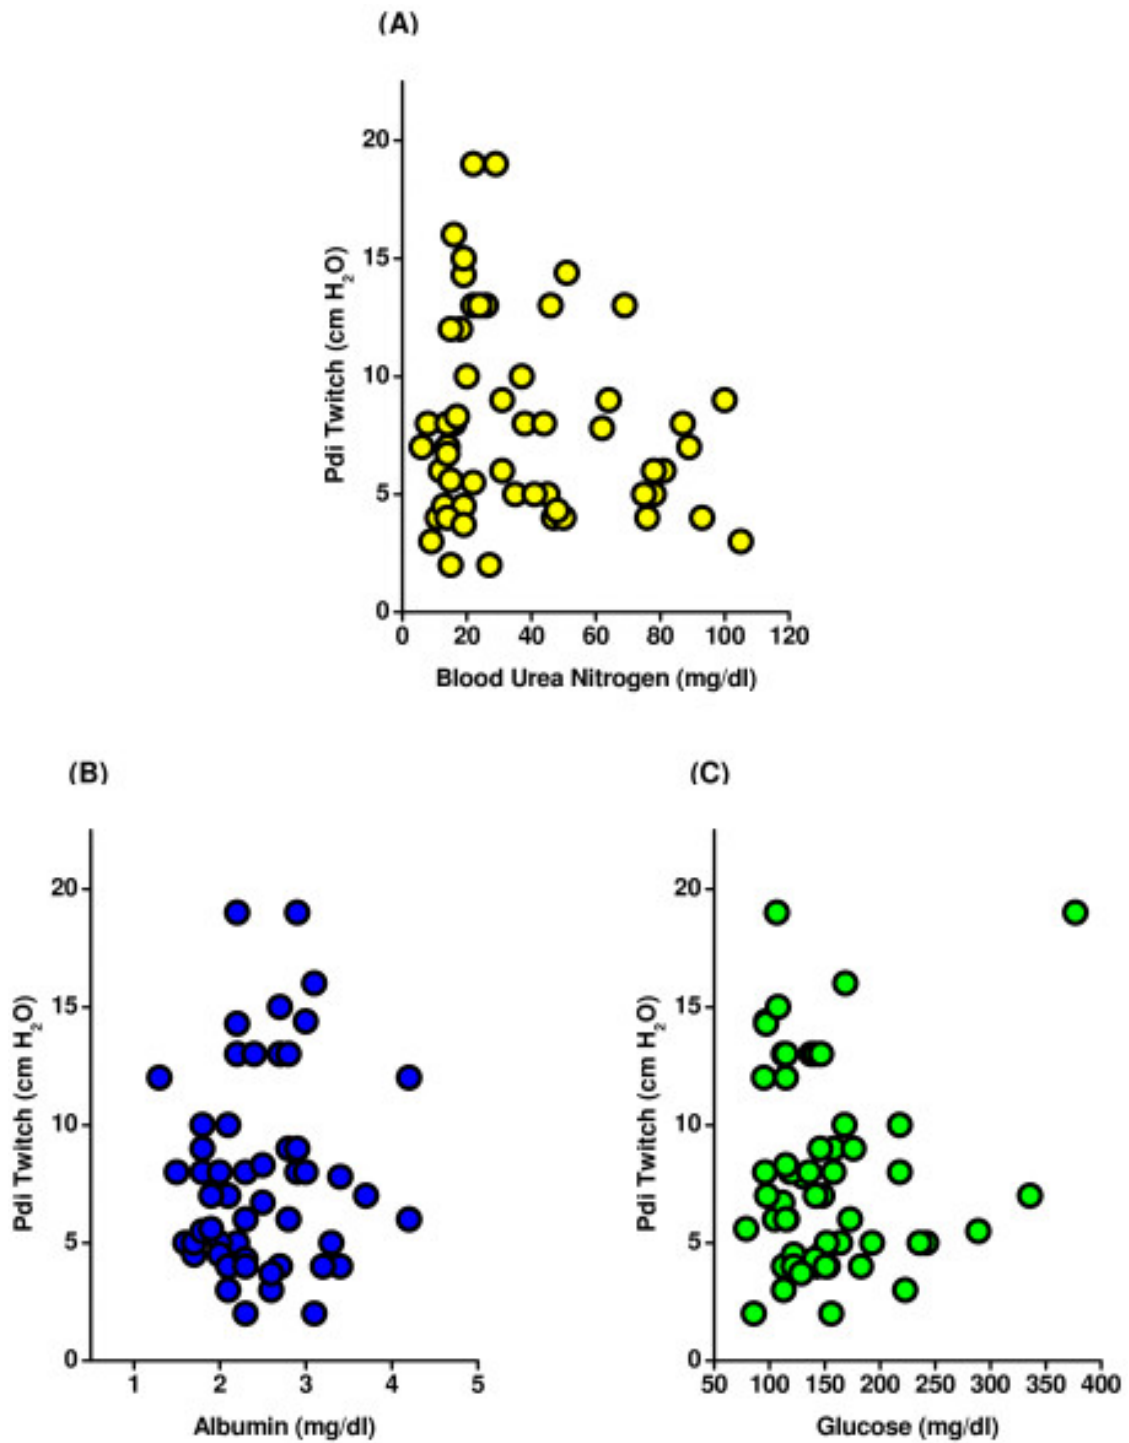 (A)
20
15
10
5
0
Pdi Twitch (cm H₂O)
0 20 40 60 80 100 120
Blood Urea Nitrogen (mg/dl)
(B)
20
15
10
5
0
Pdi Twitch (cm H₂O)
1 2 3 4 5
Albumin (mg/dl)
(C)
20
15
10
5
0
Pdi Twitch (cm H₂O)
50 100 150 200 250 300 350 400
Glucose (mg/dl)